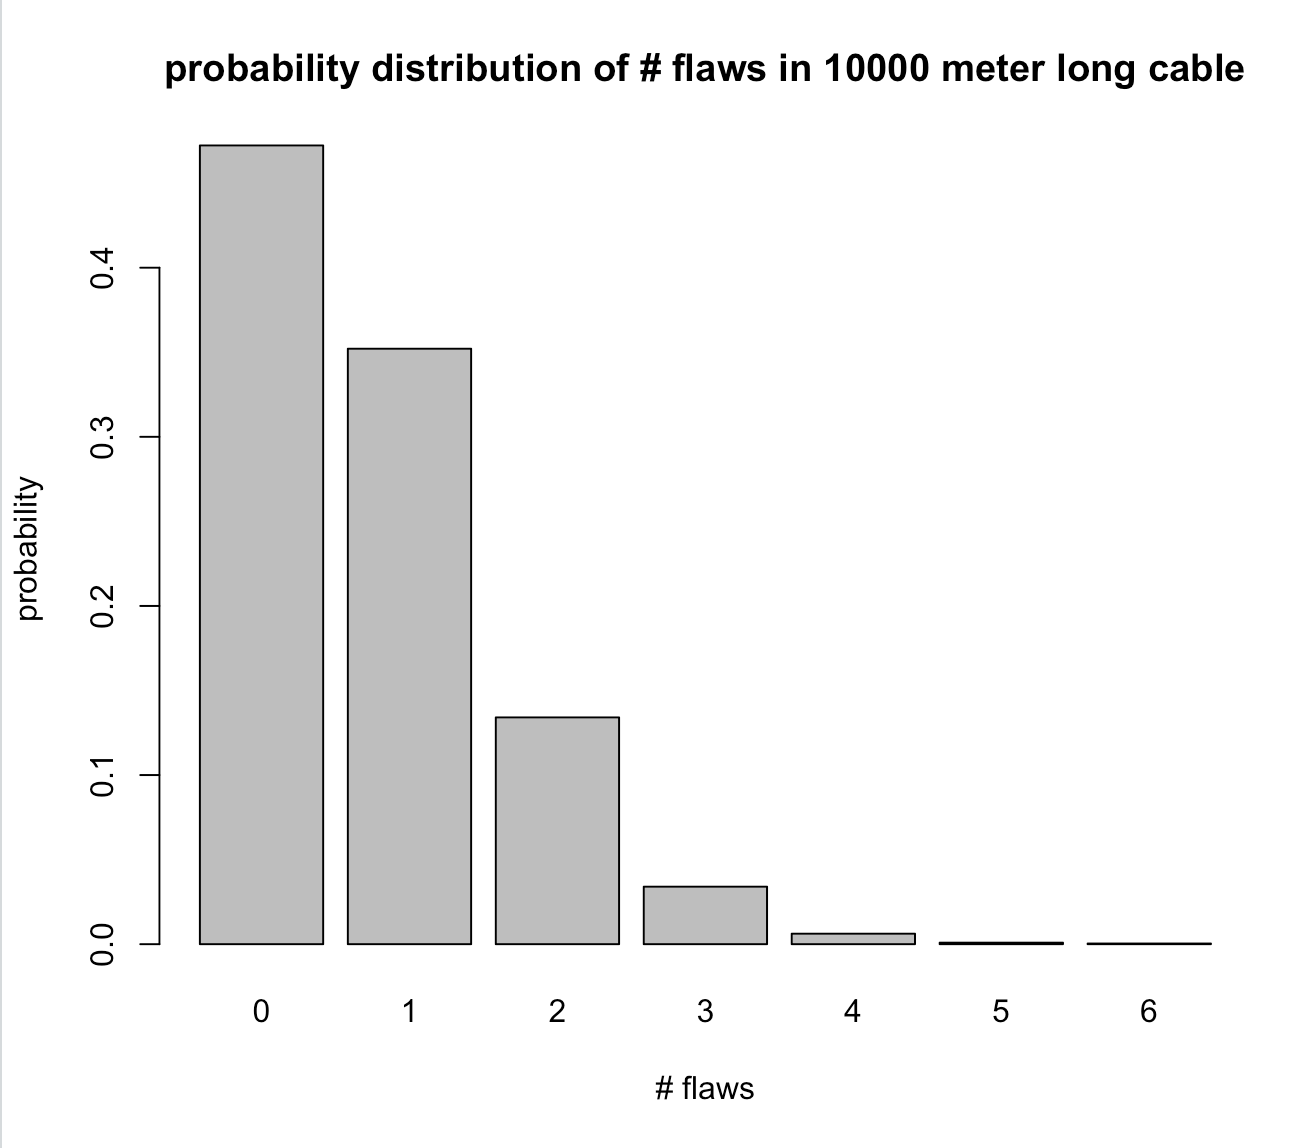 probability distribution of # flaws in 10000 meter long cable
probability
0.4
0.3
0.2
0.1
0.0
0 1 2 3 4 5 6
# flaws